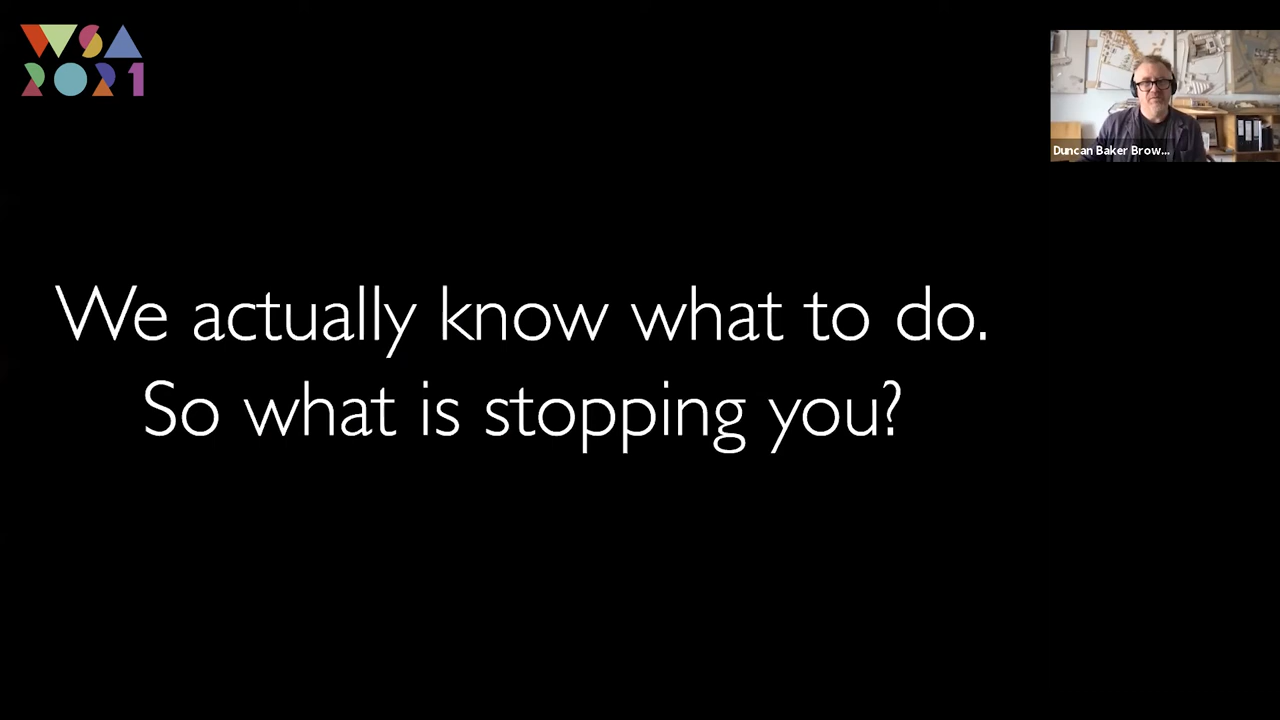 WSA
2021
Duncan Baker Brow...
We actually know what to do.
So what is stopping you?